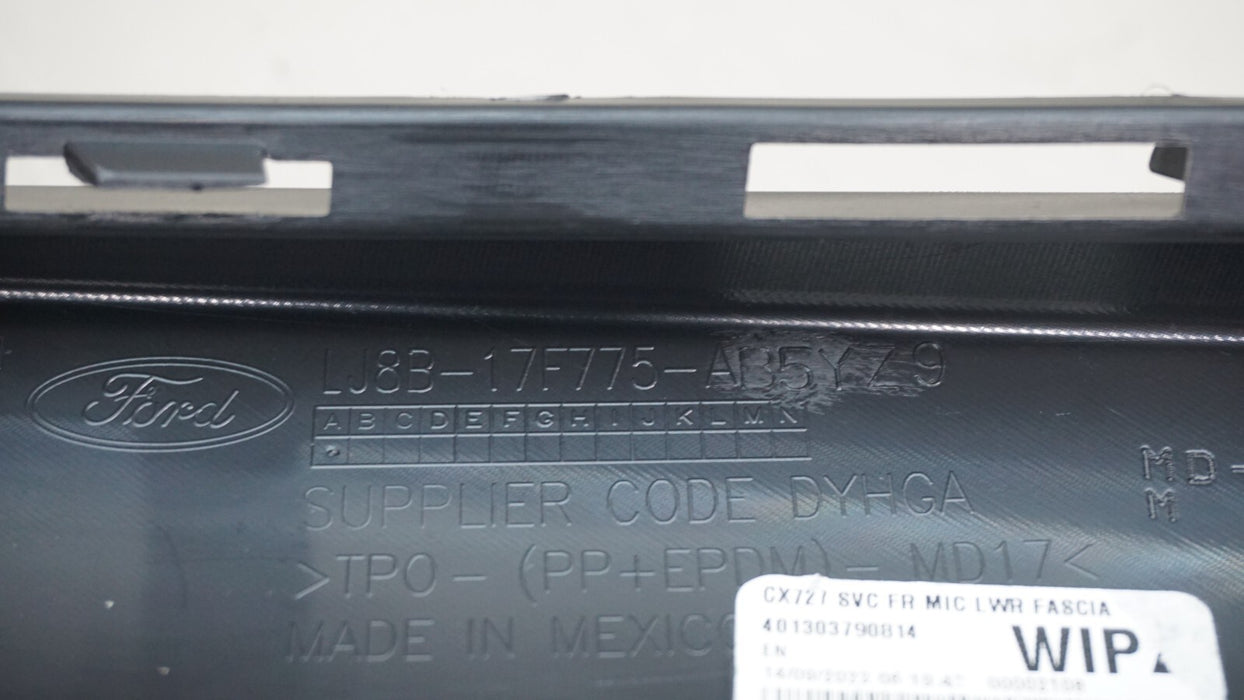 Ford
LJ8B-17F775-AB5YZ9
A B C D E F G H I J K L M N
SUPPLIER CODE DYHGA
>TPO - (PP+EPDM)- MD17<
MADE IN MEXICO
MD-
M
CX727 SVC FR MIC LWR FASCIA
401303790814
WIP
EN